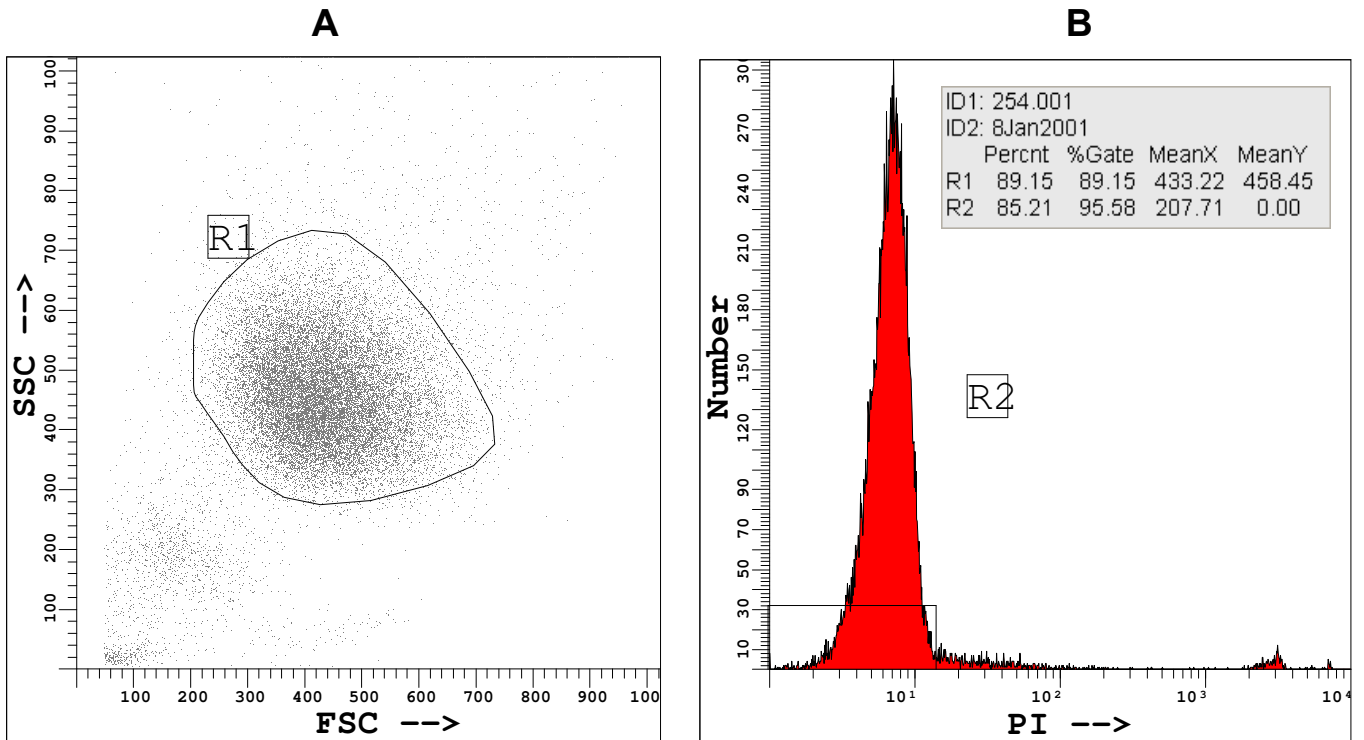 A
B
100
900
800
700
600
500
400
300
200
100
SSC -->
R1
100 200 300 400 500 600 700 800 900 1000
FSC -->
300
270
240
210
180
150
120
90
70
50
30
10
Number
ID1: 254.001
ID2: 8Jan2001
Percnt %Gate MeanX MeanY
R1 89.15 89.15 433.22 458.45
R2 85.21 95.58 207.71 0.00
R2
10¹ 10² 10³ 10⁴
PI -->